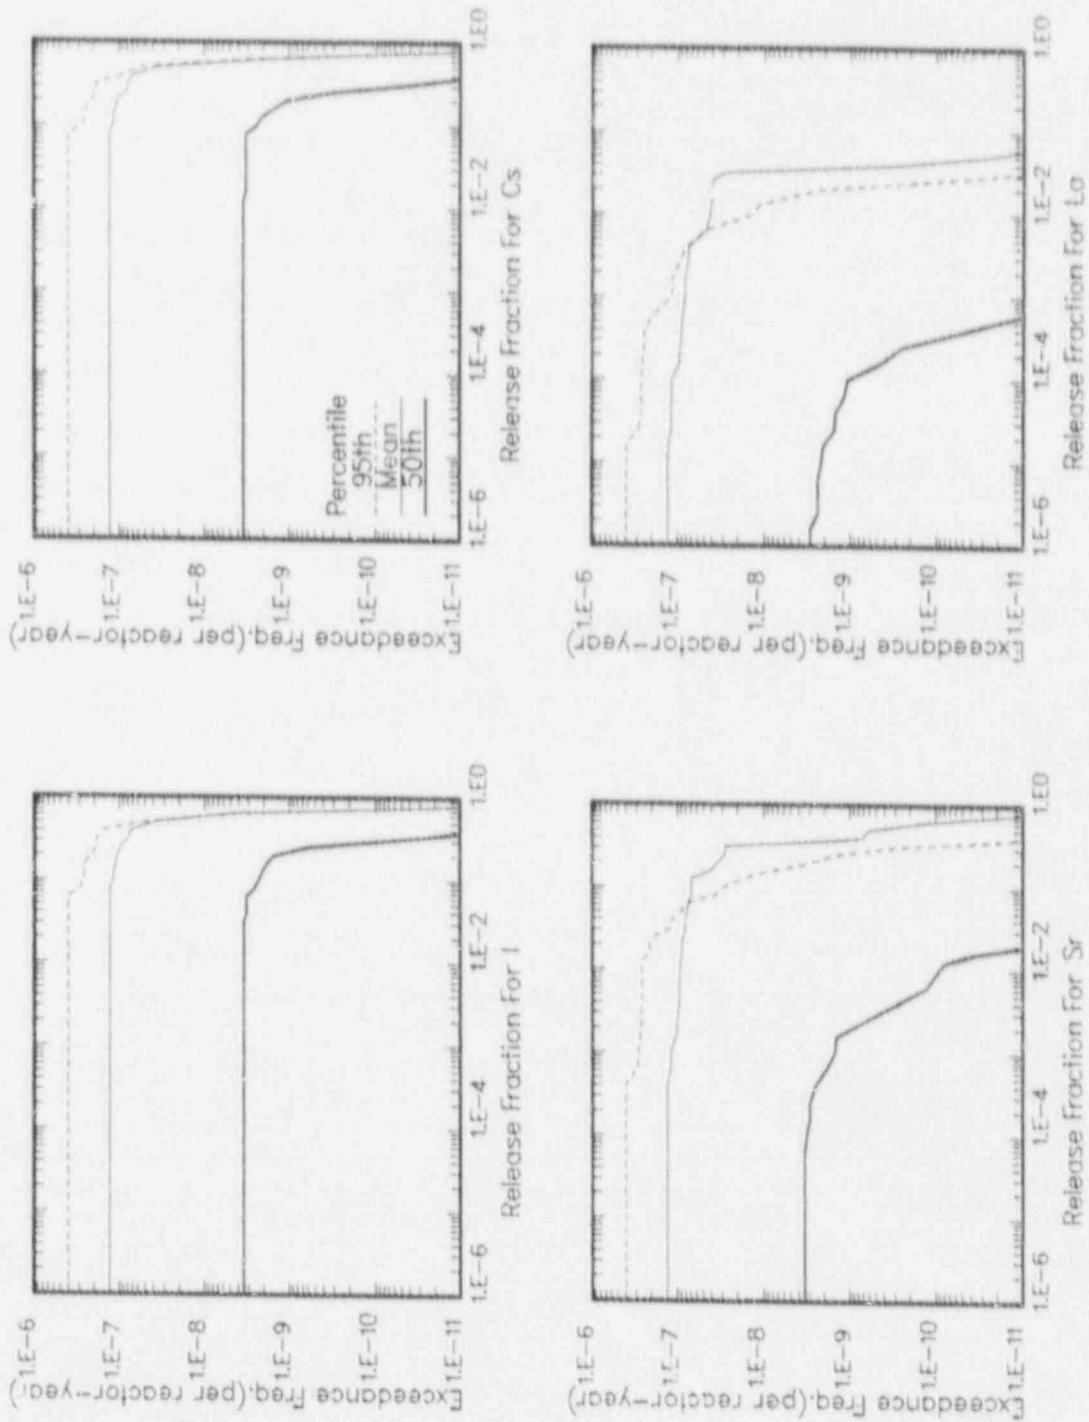 Exceedance Freq.(per reactor-year)
1.E-6
1.E-7
1.E-8
1.E-9
1.E-10
1.E-11
1.E-6
1.E-4
1.E-2
1.E0
Release Fraction For I
Exceedance Freq.(per reactor-year)
1.E-6
1.E-7
1.E-8
1.E-9
1.E-10
1.E-11
Percentile
95th
Mean
50th
1.E-6
1.E-4
1.E-2
1.E0
Release Fraction For Cs
Exceedance Freq.(per reactor-year)
1.E-6
1.E-7
1.E-8
1.E-9
1.E-10
1.E-11
1.E-6
1.E-4
1.E-2
1.E0
Release Fraction For Sr
Exceedance Freq.(per reactor-year)
1.E-6
1.E-7
1.E-8
1.E-9
1.E-10
1.E-11
1.E-6
1.E-4
1.E-2
1.E0
Release Fraction For La